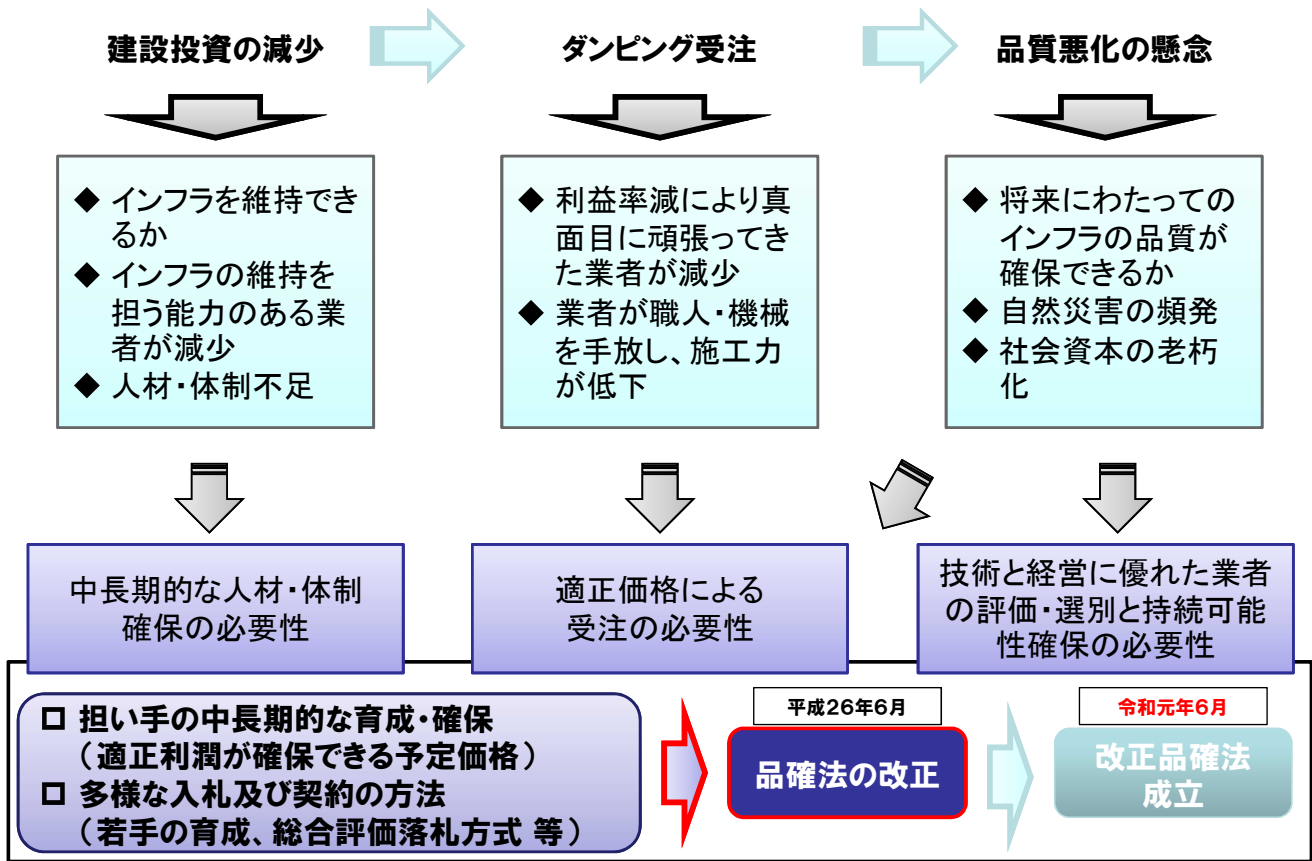 建設投資の減少
ダンピング受注
品質悪化の懸念
◆ インフラを維持でき
るか
◆ インフラの維持を
担う能力のある業
者が減少
◆ 人材・体制不足
◆ 利益率減により真
面目に頑張ってき
た業者が減少
◆ 業者が職人・機械
を手放し、施工力
が低下
◆ 将来にわたっての
インフラの品質が
確保できるか
◆ 自然災害の頻発
◆ 社会資本の老朽
化
中長期的な人材・体制
確保の必要性
適正価格による
受注の必要性
技術と経営に優れた業者
の評価・選別と持続可能
性確保の必要性
□ 担い手の中長期的な育成・確保
（適正利潤が確保できる予定価格）
□ 多様な入札及び契約の方法
（若手の育成、総合評価落札方式 等）
平成26年6月
品確法の改正
令和元年6月
改正品確法
成立